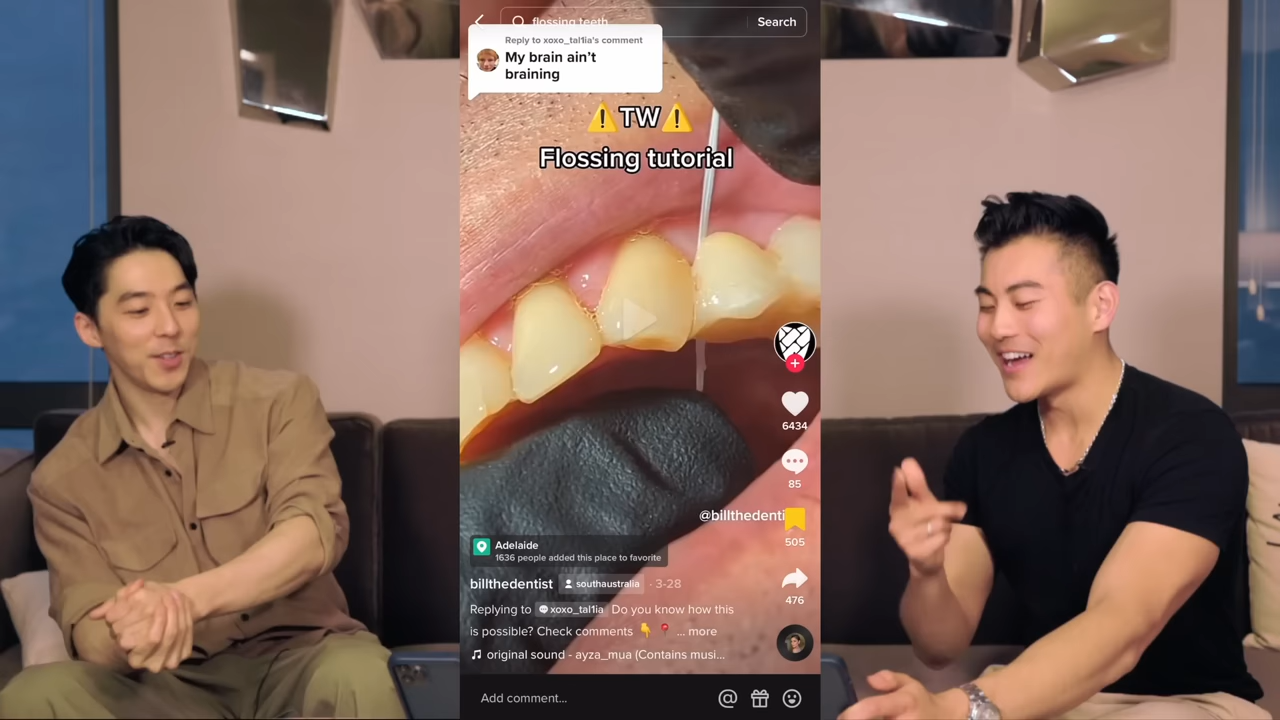 flossing teeth
Search
Reply to xoxo_tal1ia's comment
My brain ain't
braining
⚠️TW⚠️
Flossing tutorial
6434
85
@billthedenti
505
Adelaide
1636 people added this place to favorite
billthedentist southaustralia · 3-28
476
Replying to xoxo_tal1ia Do you know how this
is possible? Check comments 👇 📍 ... more
original sound - ayza_mua (Contains musi...
Add comment...
@